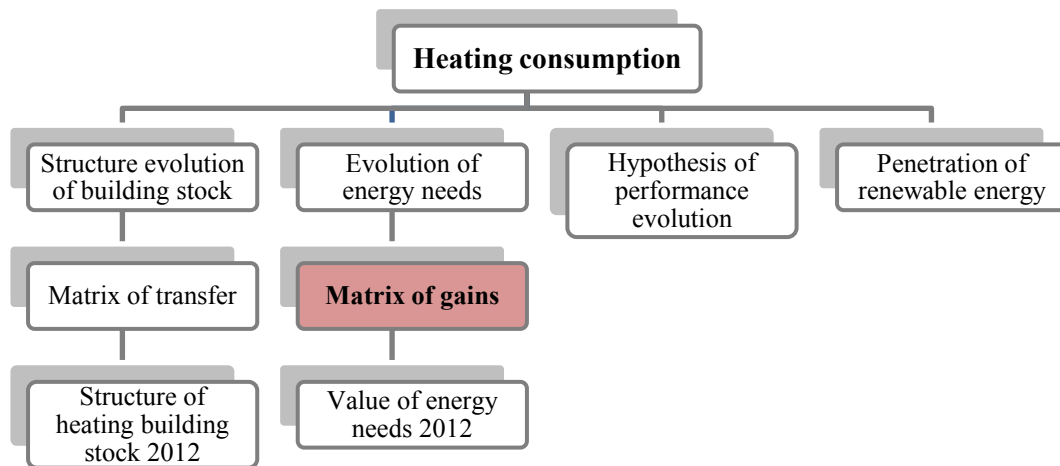 Heating consumption
Structure evolution
of building stock
Evolution of
energy needs
Hypothesis of
performance
evolution
Penetration of
renewable energy
Matrix of transfer
Matrix of gains
Structure of
heating building
stock 2012
Value of energy
needs 2012